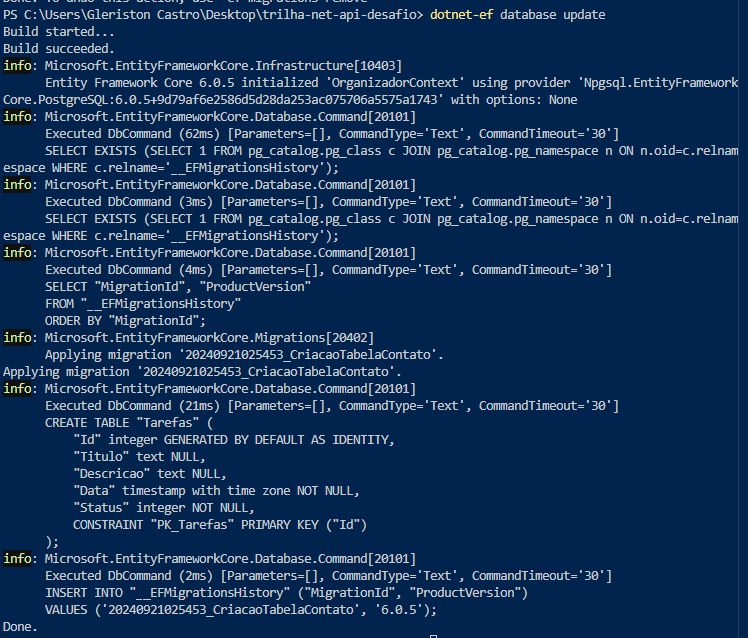 PS C:\Users\Gleriston Castro\Desktop\trilha-net-api-desafio> dotnet-ef database update
Build started...
Build succeeded.
info: Microsoft.EntityFrameworkCore.Infrastructure[10403]
      Entity Framework Core 6.0.5 initialized 'OrganizadorContext' using provider 'Npgsql.EntityFramework
Core.PostgreSQL:6.0.5+9d79af6e2586d5d28da253ac075706a5575a1743' with options: None
info: Microsoft.EntityFrameworkCore.Database.Command[20101]
      Executed DbCommand (62ms) [Parameters=[], CommandType='Text', CommandTimeout='30']
      SELECT EXISTS (SELECT 1 FROM pg_catalog.pg_class c JOIN pg_catalog.pg_namespace n ON n.oid=c.relnam
espace WHERE c.relname='__EFMigrationsHistory');
info: Microsoft.EntityFrameworkCore.Database.Command[20101]
      Executed DbCommand (3ms) [Parameters=[], CommandType='Text', CommandTimeout='30']
      SELECT EXISTS (SELECT 1 FROM pg_catalog.pg_class c JOIN pg_catalog.pg_namespace n ON n.oid=c.relnam
espace WHERE c.relname='__EFMigrationsHistory');
info: Microsoft.EntityFrameworkCore.Database.Command[20101]
      Executed DbCommand (4ms) [Parameters=[], CommandType='Text', CommandTimeout='30']
      SELECT "MigrationId", "ProductVersion"
      FROM "__EFMigrationsHistory"
      ORDER BY "MigrationId";
info: Microsoft.EntityFrameworkCore.Migrations[20402]
      Applying migration '20240921025453_CriacaoTabelaContato'.
Applying migration '20240921025453_CriacaoTabelaContato'.
info: Microsoft.EntityFrameworkCore.Database.Command[20101]
      Executed DbCommand (21ms) [Parameters=[], CommandType='Text', CommandTimeout='30']
      CREATE TABLE "Tarefas" (
          "Id" integer GENERATED BY DEFAULT AS IDENTITY,
          "Titulo" text NULL,
          "Descricao" text NULL,
          "Data" timestamp with time zone NOT NULL,
          "Status" integer NOT NULL,
          CONSTRAINT "PK_Tarefas" PRIMARY KEY ("Id")
      );
info: Microsoft.EntityFrameworkCore.Database.Command[20101]
      Executed DbCommand (2ms) [Parameters=[], CommandType='Text', CommandTimeout='30']
      INSERT INTO "__EFMigrationsHistory" ("MigrationId", "ProductVersion")
      VALUES ('20240921025453_CriacaoTabelaContato', '6.0.5');
Done.